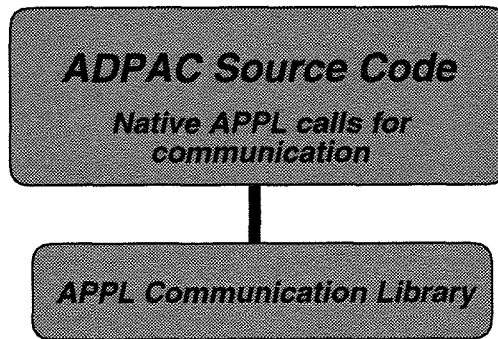 ADPAC Source Code
Native APPL calls for
communication
APPL Communication Library